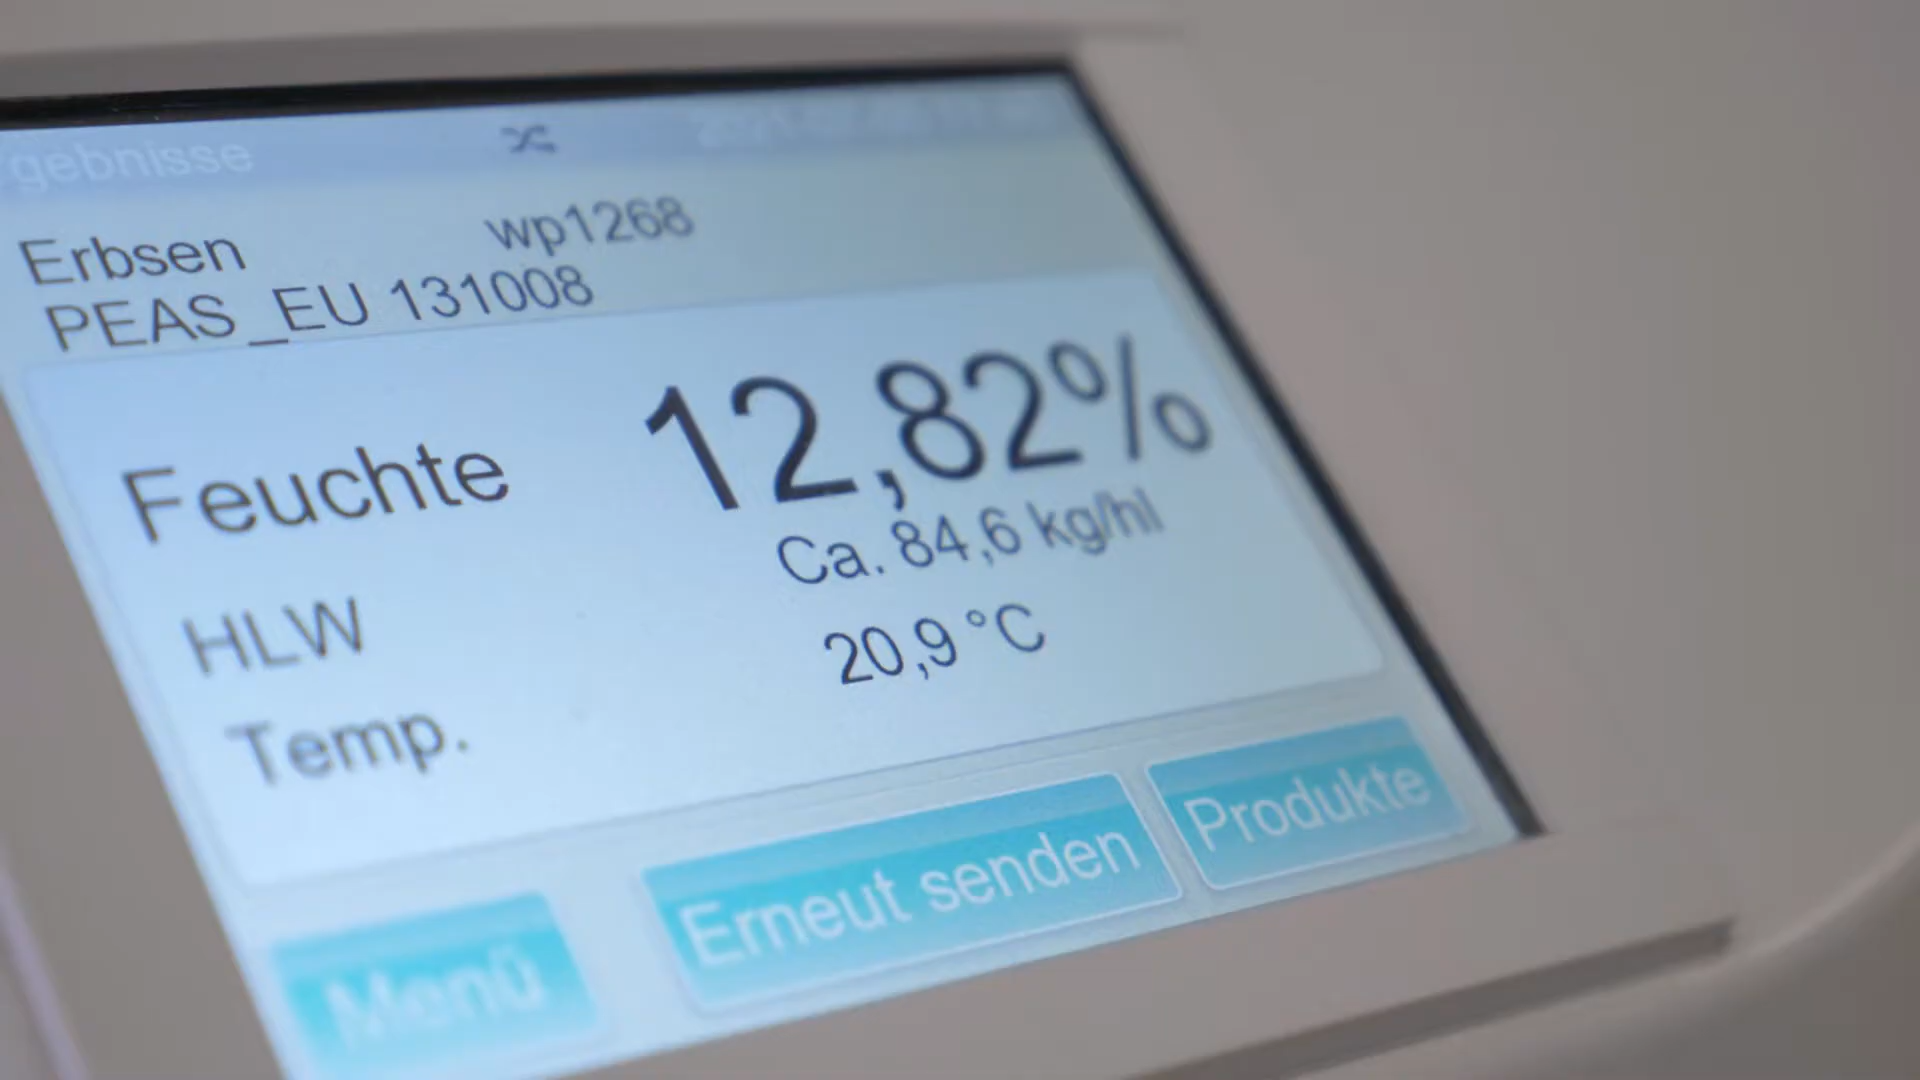 gebnisse
Erbsen wp1268
PEAS_EU 131008
Feuchte 12,82%
HLW Ca. 84,6 kg/hl
Temp. 20,9 °C
Menü Erneut senden Produkte